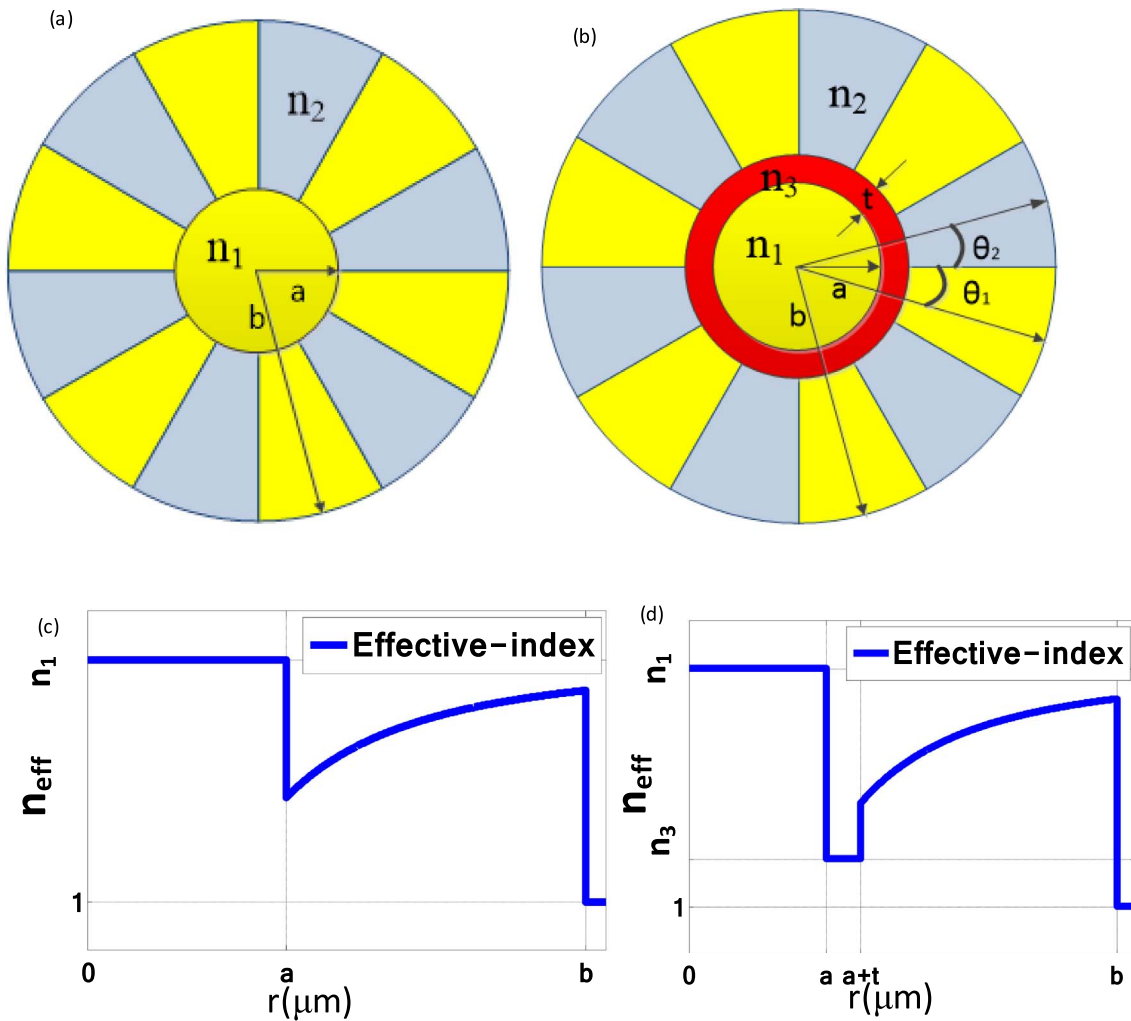 (a)
n₂
n₁
a
b
(b)
n₂
n₃
t
n₁
a
b
θ₂
θ₁
(c)
Effective-index
n₁
nₑff
1
0 a b
r(μm)
(d)
Effective-index
n₁
nₑff
n₃
1
0 a a+t b
r(μm)